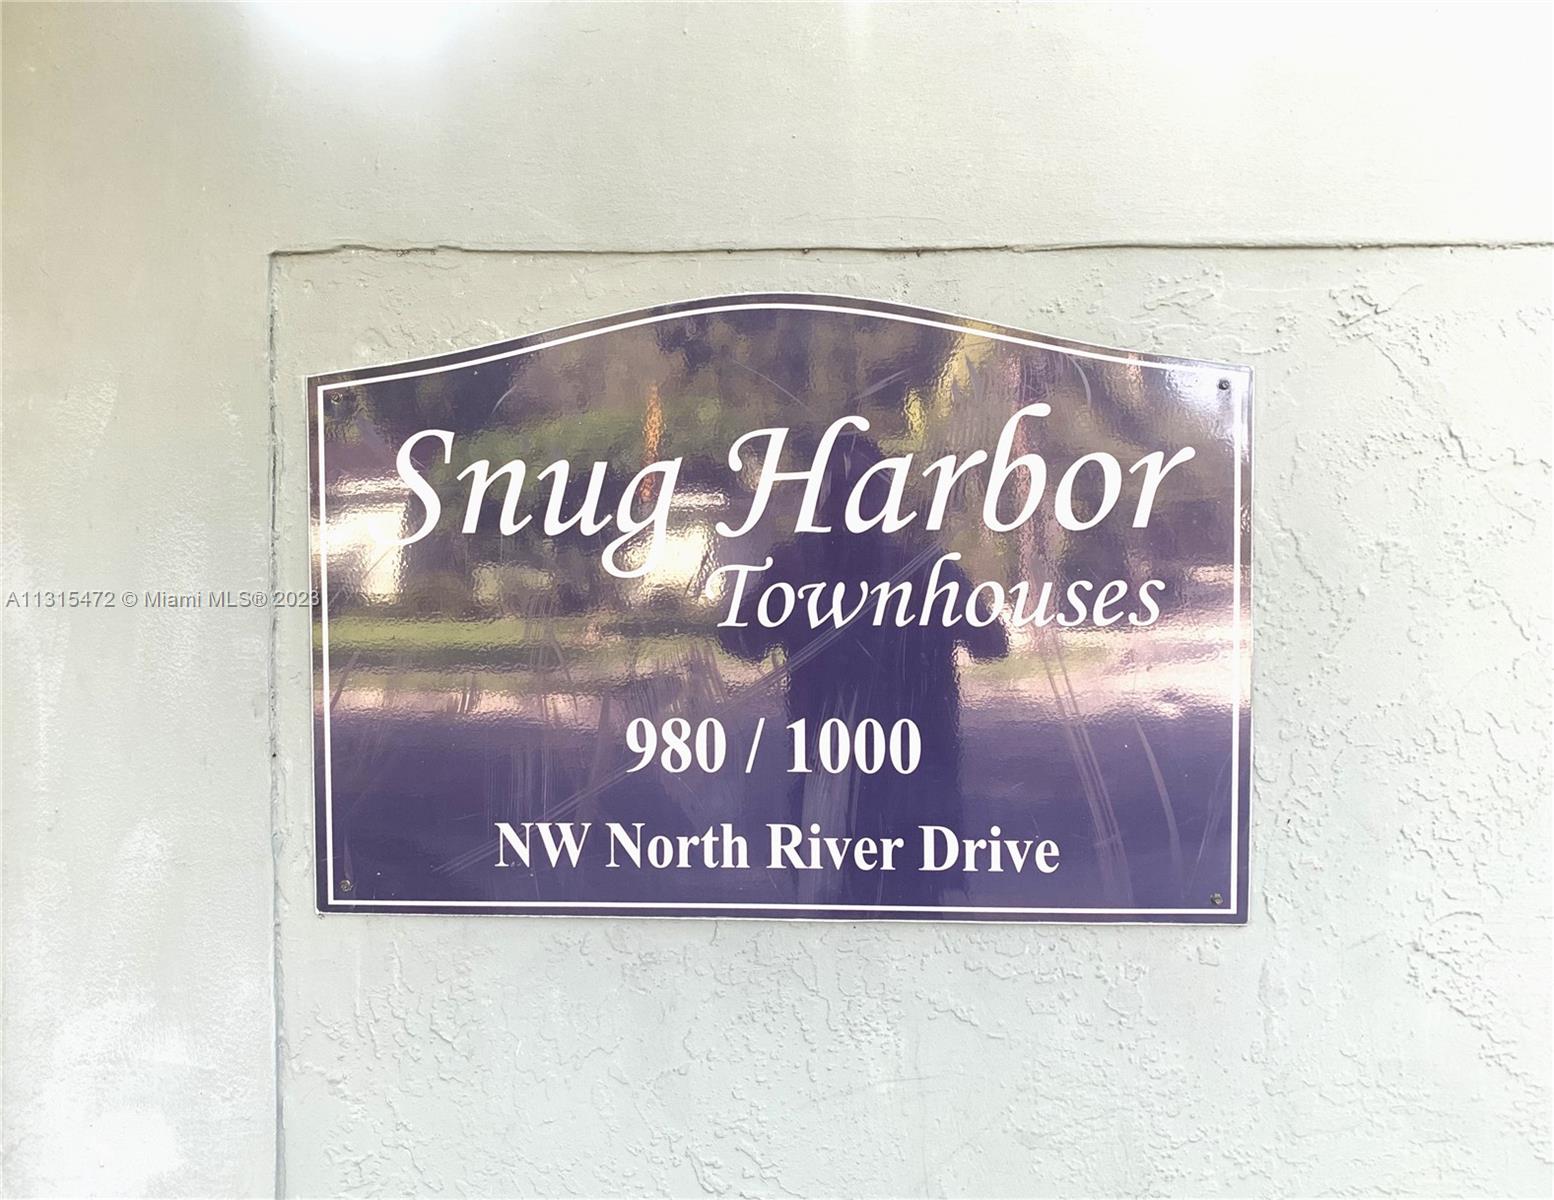 Snug Harbor
Townhouses
A11315472 © Miami MLS® 2023
980 / 1000
NW North River Drive